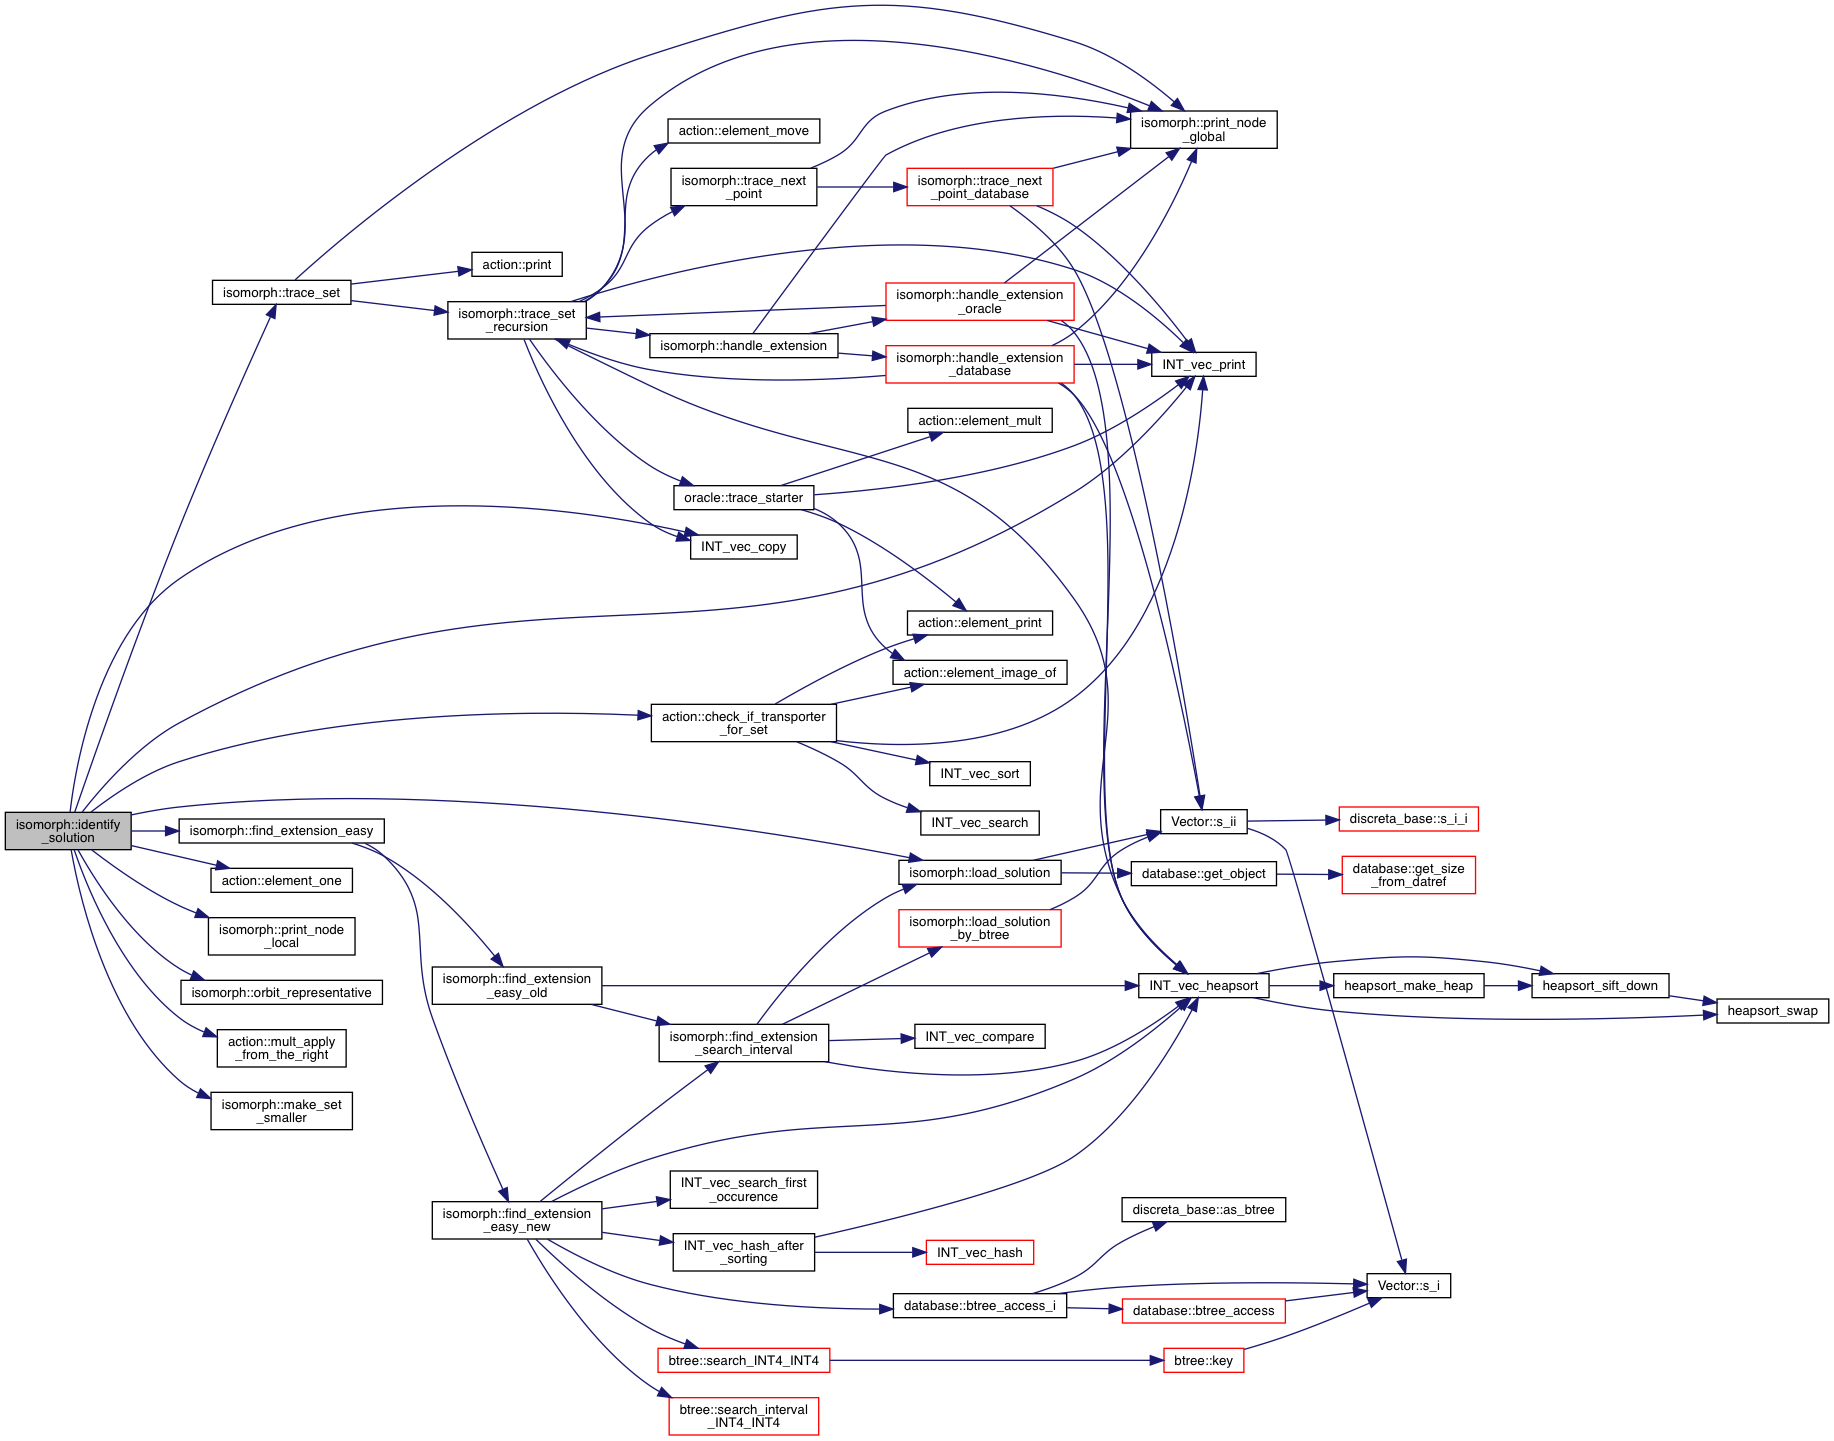 isomorph::print_node
_global
action::element_move
isomorph::trace_next
_point
isomorph::trace_next
_point_database
action::print
isomorph::trace_set
isomorph::handle_extension
_oracle
isomorph::trace_set
_recursion
isomorph::handle_extension
isomorph::handle_extension
_database
INT_vec_print
action::element_mult
oracle::trace_starter
INT_vec_copy
action::element_print
action::element_image_of
action::check_if_transporter
_for_set
INT_vec_sort
INT_vec_search
Vector::s_ii
discreta_base::s_i_i
isomorph::identify
_solution
isomorph::find_extension_easy
isomorph::load_solution
database::get_object
database::get_size
_from_datref
action::element_one
isomorph::print_node
_local
isomorph::load_solution
_by_btree
isomorph::orbit_representative
isomorph::find_extension
_easy_old
INT_vec_heapsort
heapsort_make_heap
heapsort_sift_down
heapsort_swap
action::mult_apply
_from_the_right
isomorph::find_extension
_search_interval
INT_vec_compare
isomorph::make_set
_smaller
INT_vec_search_first
_occurence
discreta_base::as_btree
isomorph::find_extension
_easy_new
INT_vec_hash_after
_sorting
INT_vec_hash
Vector::s_i
database::btree_access_i
database::btree_access
btree::search_INT4_INT4
btree::key
btree::search_interval
_INT4_INT4